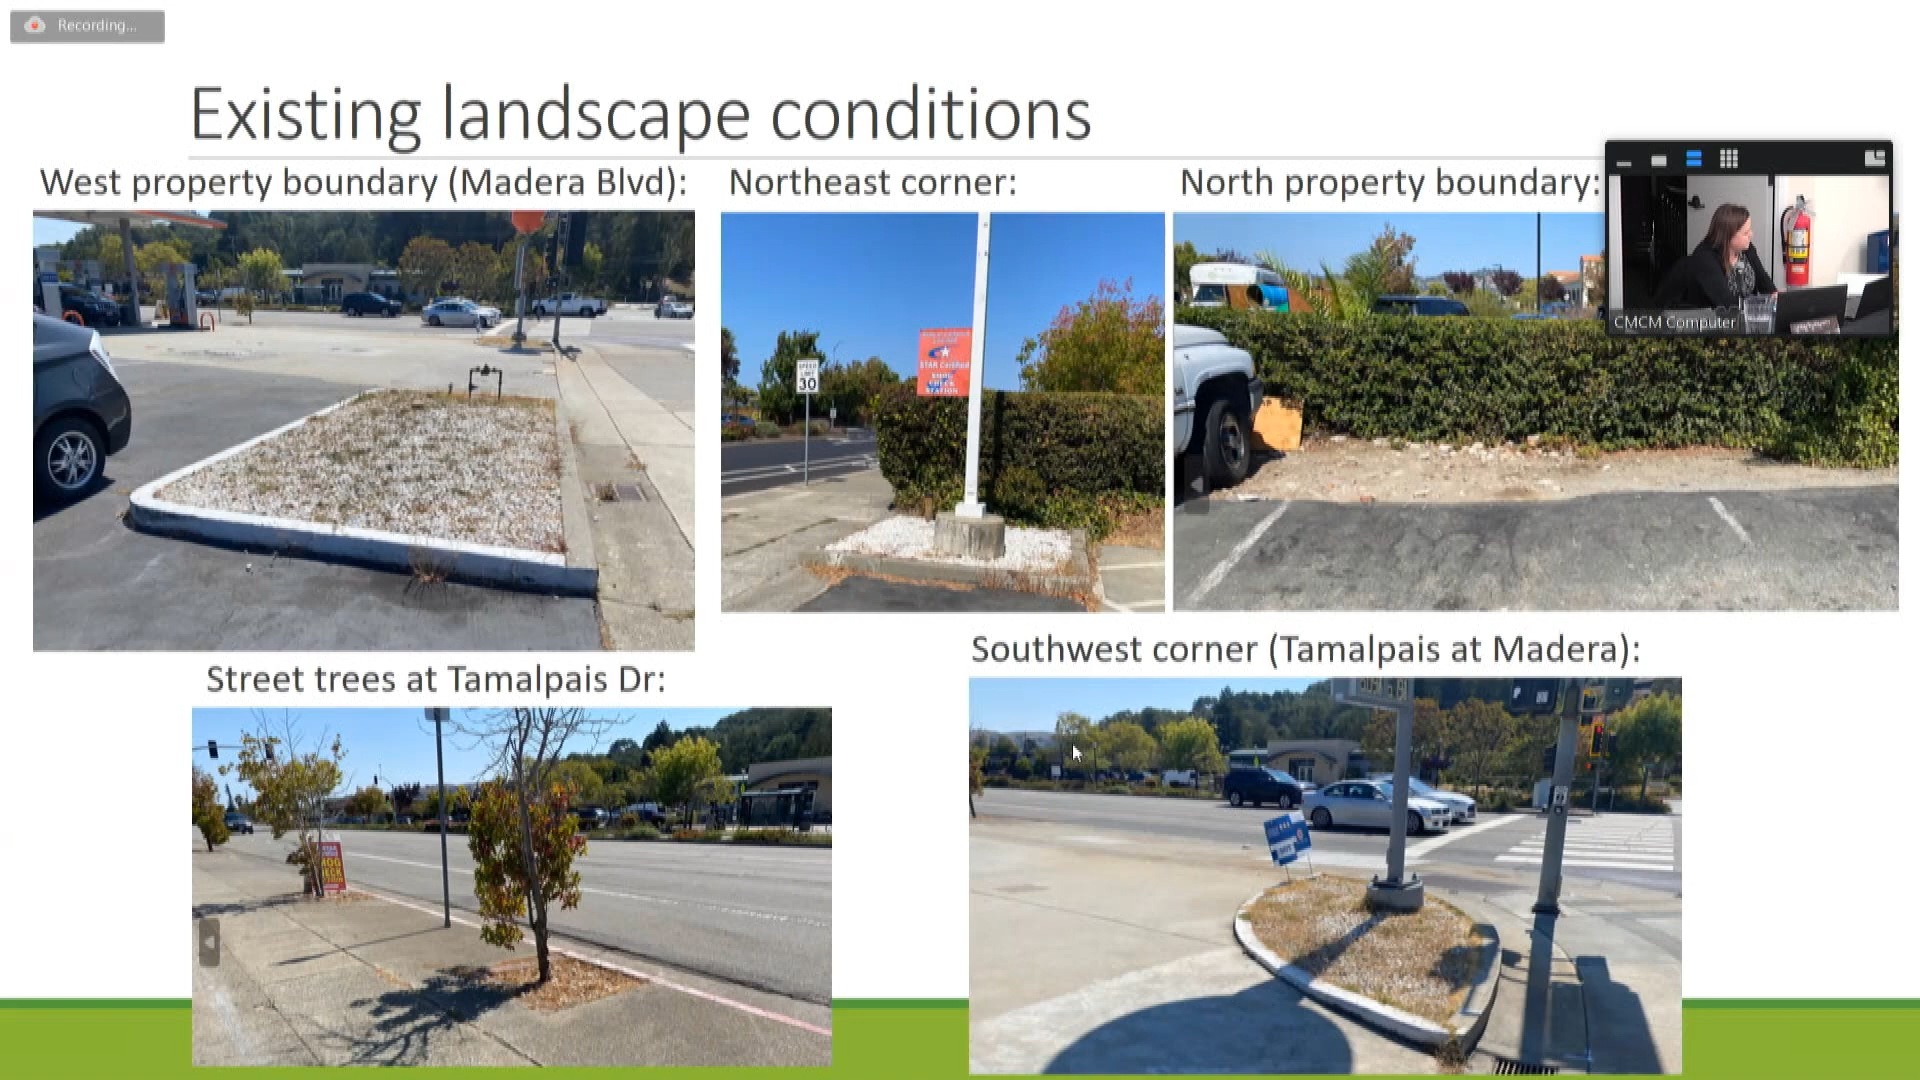 Recording...
Existing landscape conditions
West property boundary (Madera Blvd):
Northeast corner:
North property boundary:
CMCM Computer
SPEED
LIMIT
30
STAR Certified
CHECK
STATION
Southwest corner (Tamalpais at Madera):
Street trees at Tamalpais Dr: